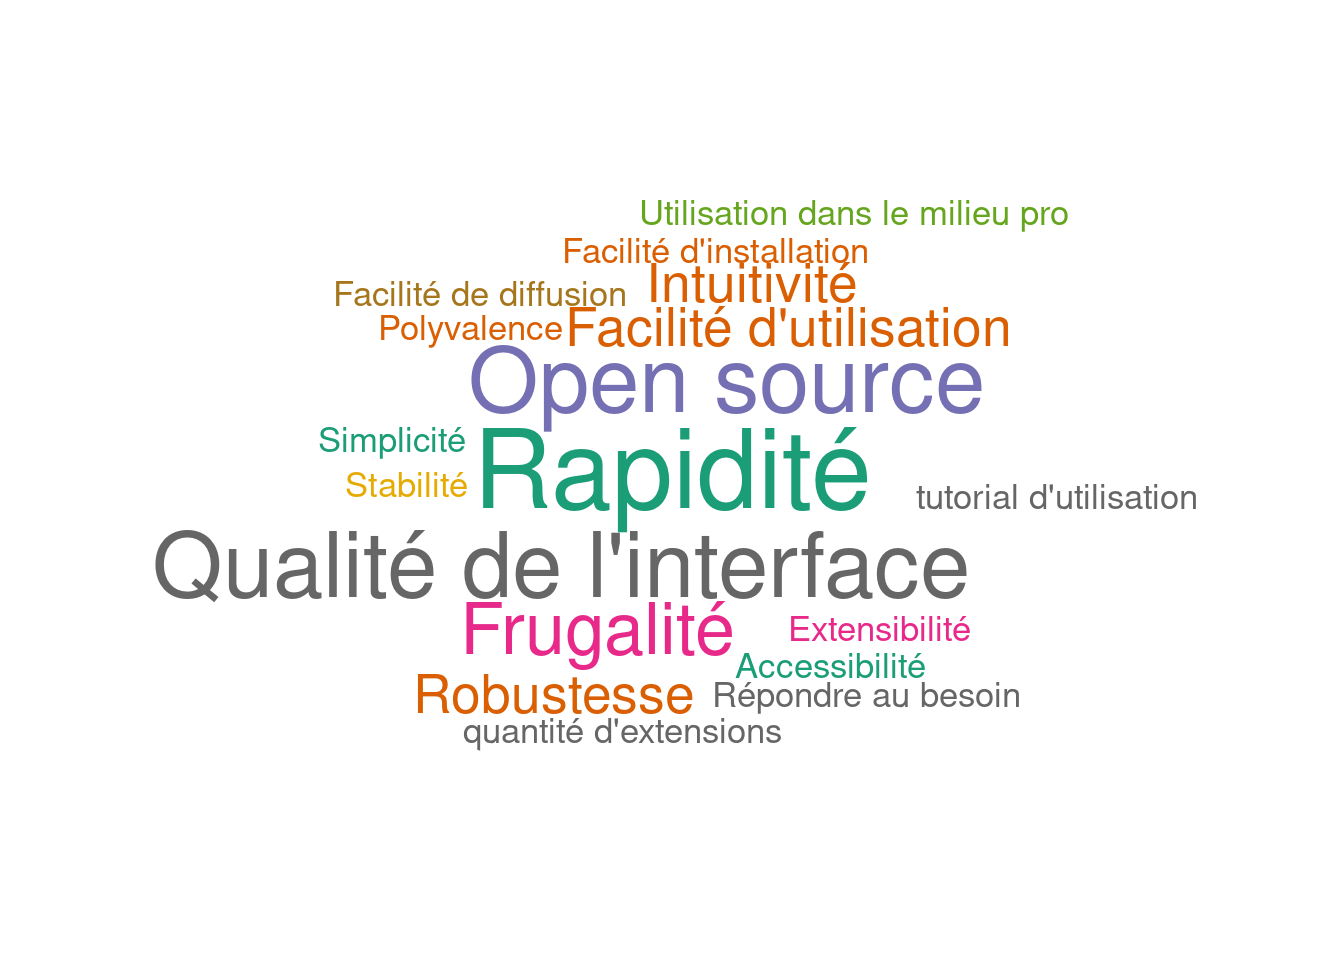 Utilisation dans le milieu pro
Facilité d'installation
Intuitivité
Facilité de diffusion
Polyvalence
Facilité d'utilisation
Open source
Simplicité
Rapidité
Stabilité
tutorial d'utilisation
Qualité de l'interface
Frugalité
Extensibilité
Accessibilité
Robustesse
Répondre au besoin
quantité d'extensions